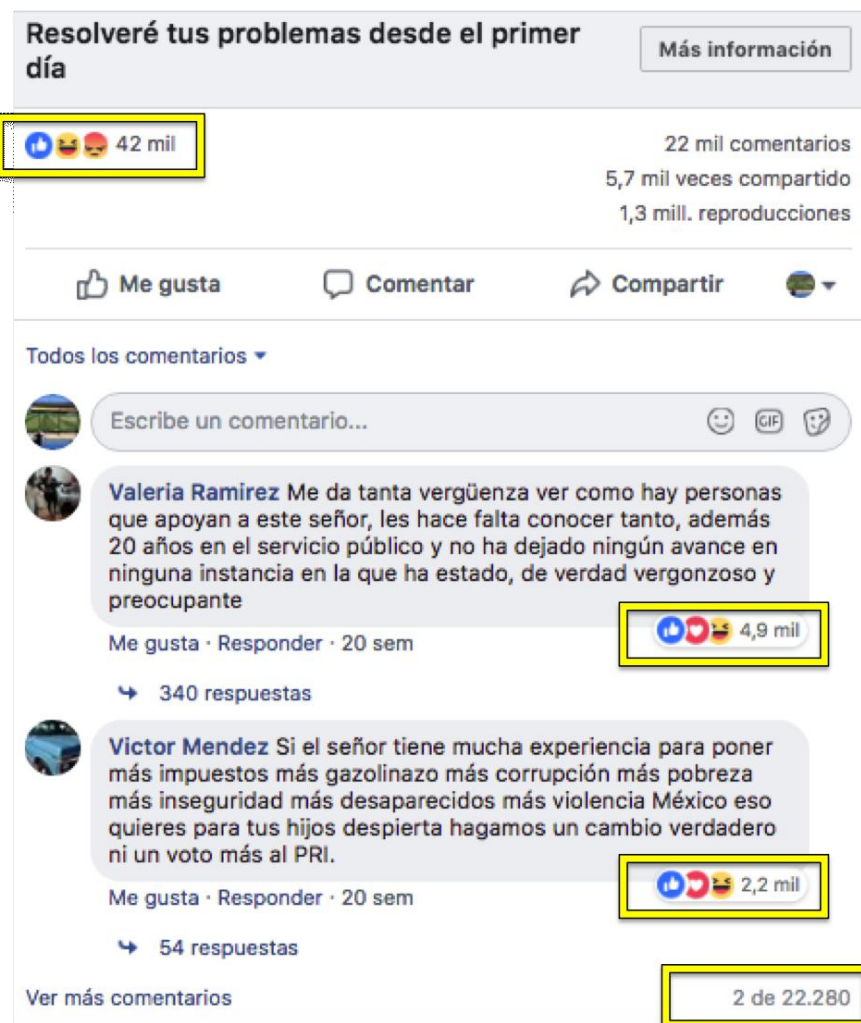 Resolveré tus problemas desde el primer
día
Más información
42 mil
22 mil comentarios
5,7 mil veces compartido
1,3 mill. reproducciones
Me gusta
Comentar
Compartir
Todos los comentarios
Escribe un comentario...
GIF
Valeria Ramirez Me da tanta vergüenza ver como hay personas
que apoyan a este señor, les hace falta conocer tanto, además
20 años en el servicio público y no ha dejado ningún avance en
ninguna instancia en la que ha estado, de verdad vergonzoso y
preocupante
4,9 mil
Me gusta · Responder · 20 sem
340 respuestas
Victor Mendez Si el señor tiene mucha experiencia para poner
más impuestos más gazolinazo más corrupción más pobreza
más inseguridad más desaparecidos más violencia México eso
quieres para tus hijos despierta hagamos un cambio verdadero
ni un voto más al PRI.
2,2 mil
Me gusta · Responder · 20 sem
54 respuestas
Ver más comentarios
2 de 22.280